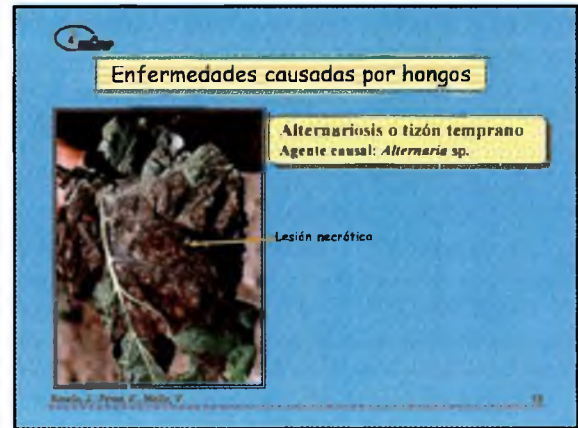 Enfermedades causadas por hongos
Alternariosis o tizón temprano
Agente causal: Alternaria sp.
Lesión necrótica